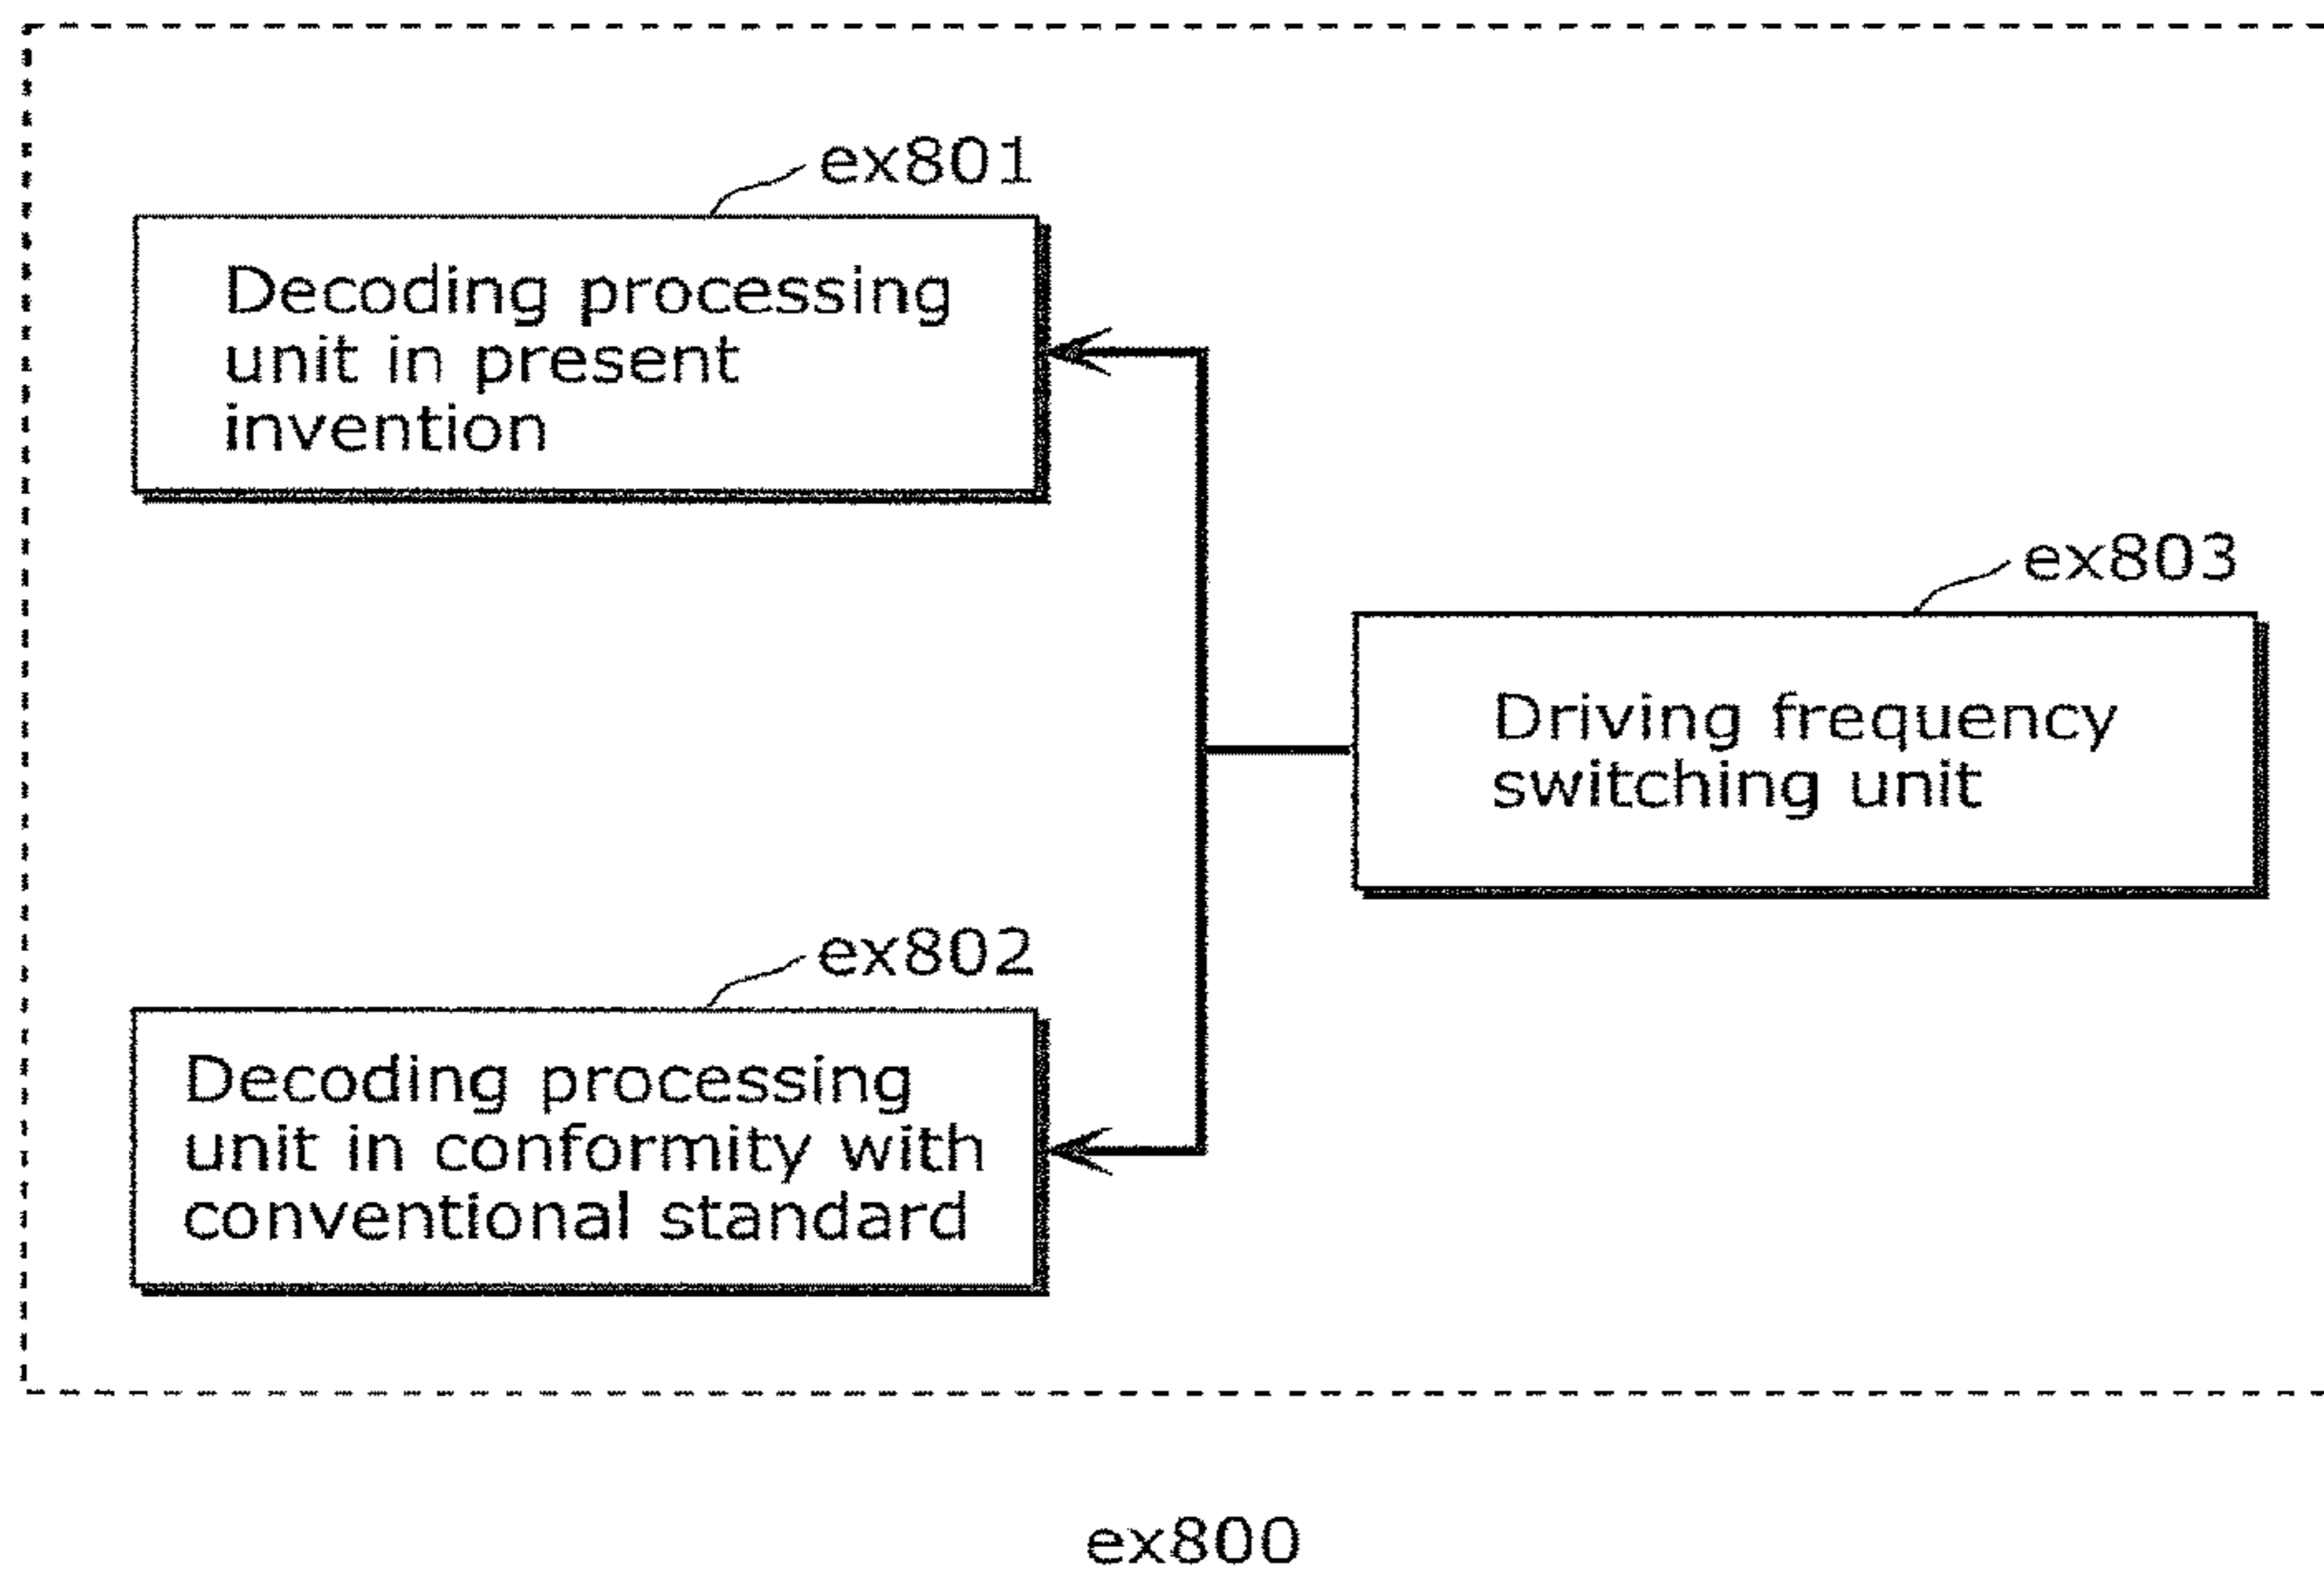 ex801
Decoding processing
unit in present
invention
ex803
Driving frequency
switching unit
ex802
Decoding processing
unit in conformity with
conventional standard
ex800